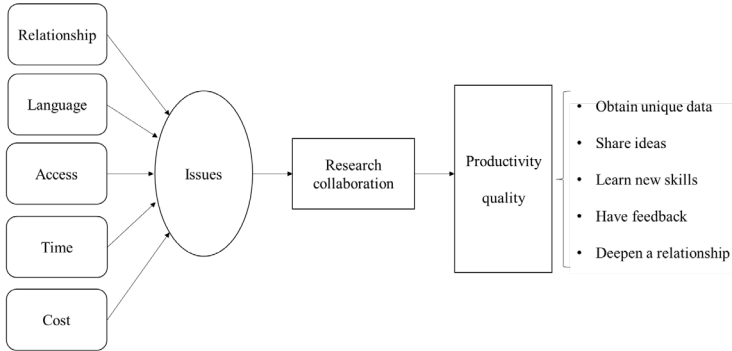 Relationship
Language
Access
Time
Cost
Issues
Research
collaboration
Productivity
quality
• Obtain unique data
• Share ideas
• Learn new skills
• Have feedback
• Deepen a relationship